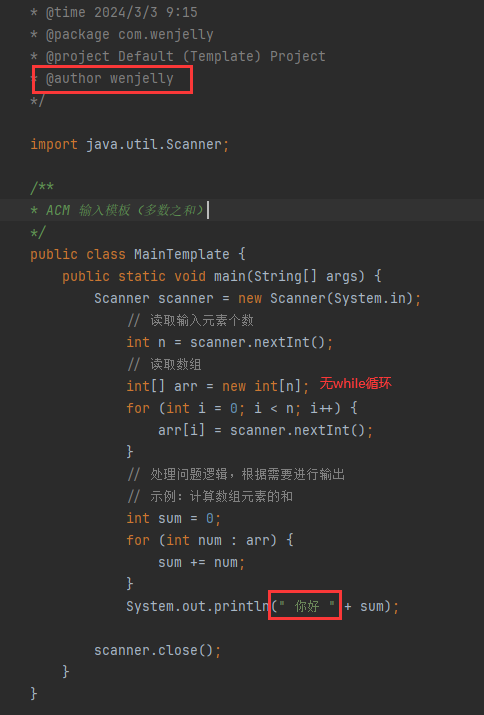 * @time 2024/3/3 9:15
* @package com.wenjelly
* @project Default (Template) Project
* @author wenjelly
*/
import java.util.Scanner;
/**
* ACM 输入模板（多数之和）
*/
public class MainTemplate {
public static void main(String[] args) {
Scanner scanner = new Scanner(System.in);
// 读取输入元素个数
int n = scanner.nextInt();
// 读取数组
int[] arr = new int[n]; 无while循环
for (int i = 0; i < n; i++) {
arr[i] = scanner.nextInt();
}
// 处理问题逻辑，根据需要进行输出
// 示例：计算数组元素的和
int sum = 0;
for (int num : arr) {
sum += num;
}
System.out.println(" 你好 " + sum);
scanner.close();
}
}